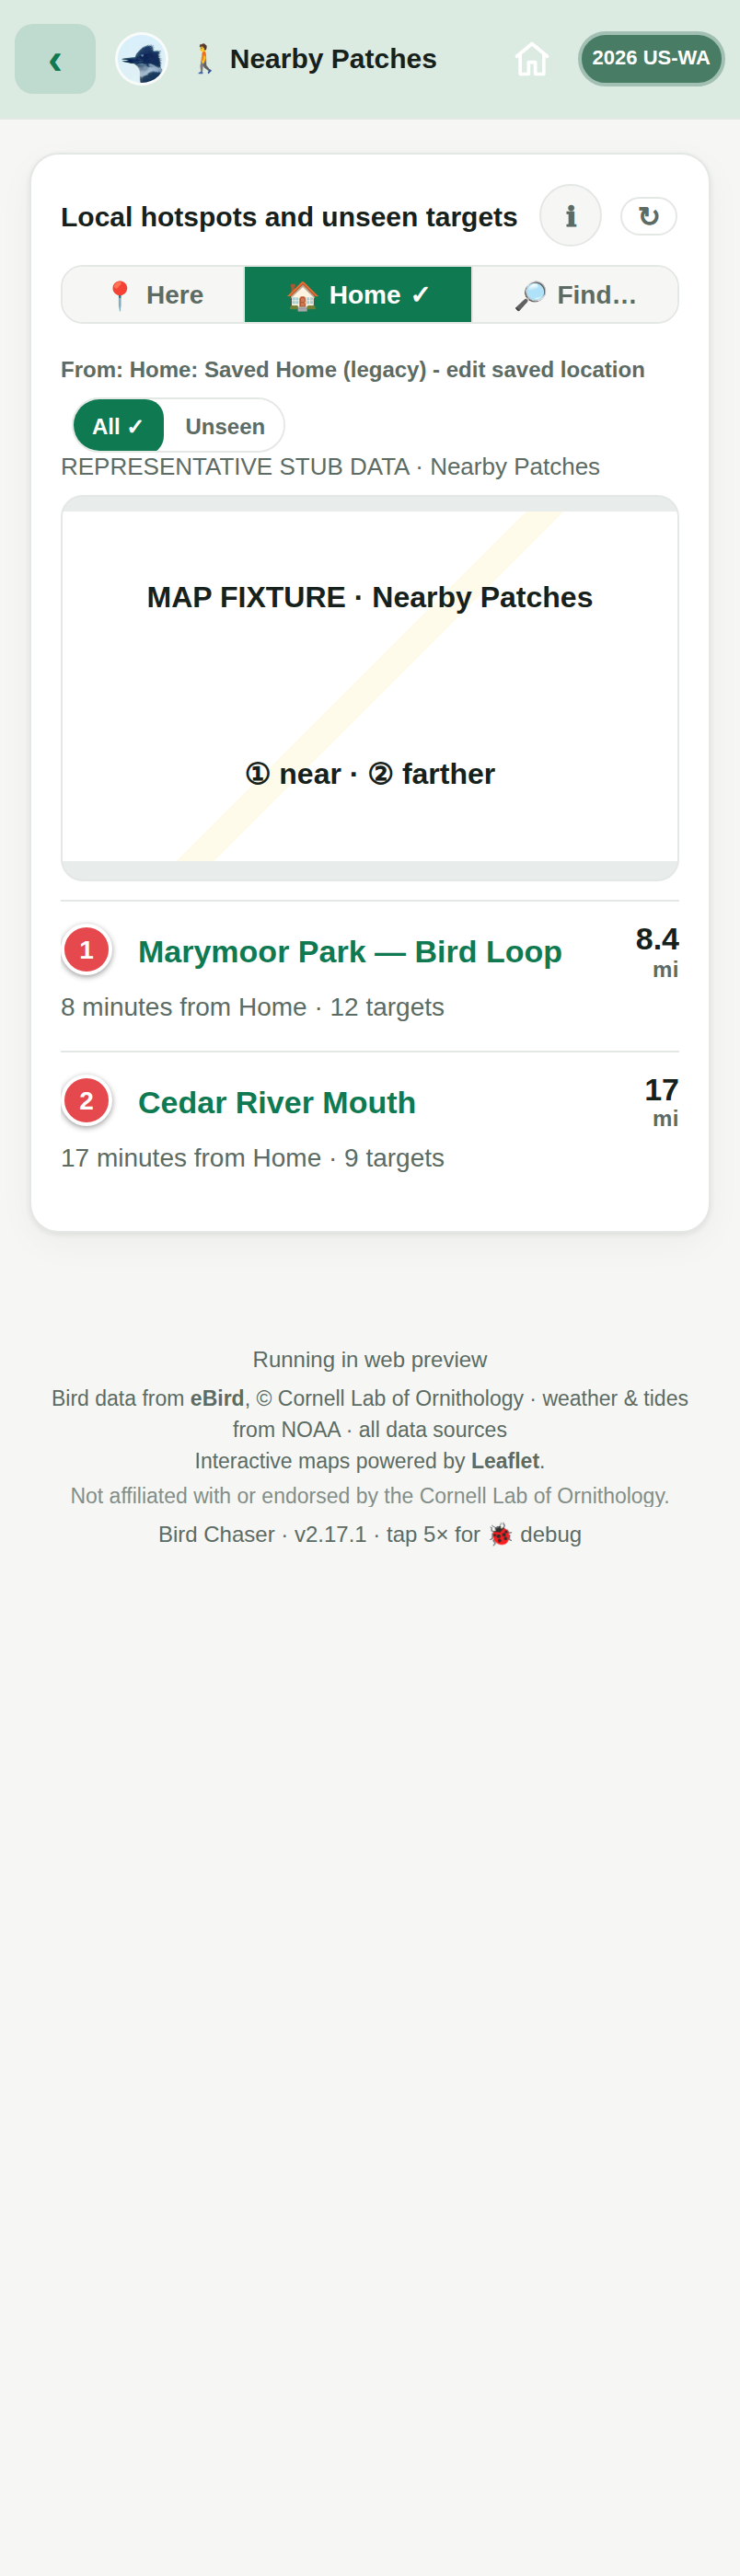 ‹ 🚶 Nearby Patches 2026 US-WA
Local hotspots and unseen targets ℹ ↻
📍 Here 🏠 Home ✓ 🔎 Find…
From: Home: Saved Home (legacy) - edit saved location
All ✓ Unseen
REPRESENTATIVE STUB DATA · Nearby Patches
MAP FIXTURE · Nearby Patches
① near · ② farther
1 Marymoor Park — Bird Loop 8.4 mi
8 minutes from Home · 12 targets
2 Cedar River Mouth 17 mi
17 minutes from Home · 9 targets
Running in web preview
Bird data from eBird, © Cornell Lab of Ornithology · weather & tides
from NOAA · all data sources
Interactive maps powered by Leaflet.
Not affiliated with or endorsed by the Cornell Lab of Ornithology.
Bird Chaser · v2.17.1 · tap 5× for 🐞 debug